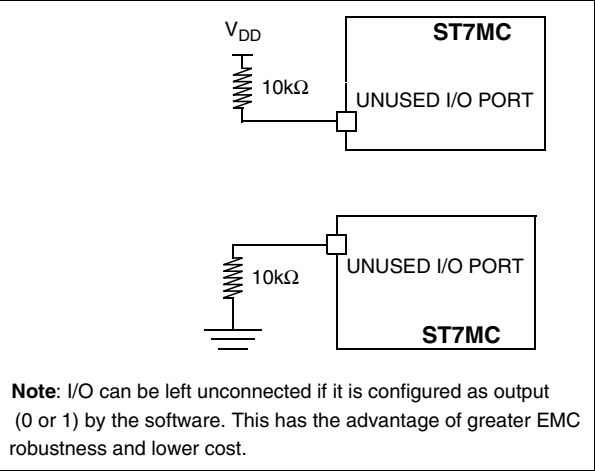 V_DD
ST7MC
10kΩ
UNUSED I/O PORT
10kΩ
UNUSED I/O PORT
ST7MC
Note: I/O can be left unconnected if it is configured as output
(0 or 1) by the software. This has the advantage of greater EMC
robustness and lower cost.